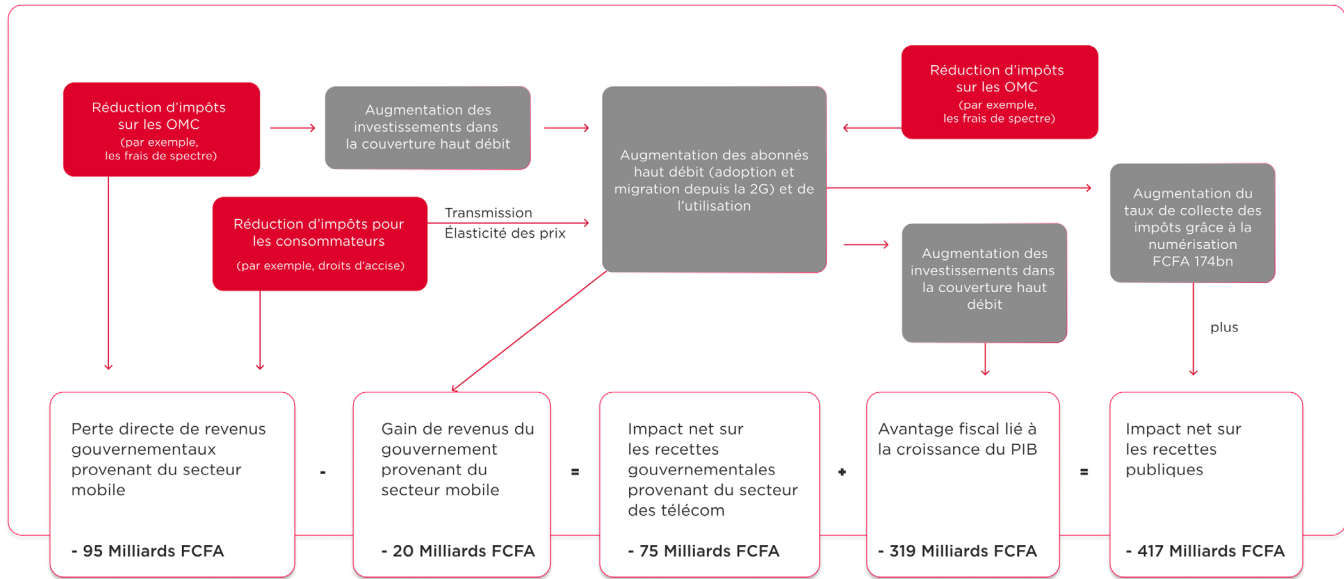 Réduction d'impôts
sur les OMC
(par exemple,
les frais de spectre)
Augmentation des
investissements dans
la couverture haut débit
Augmentation des abonnés
haut débit (adoption et
migration depuis la 2G) et de
l'utilisation
Réduction d'impôts
sur les OMC
(par exemple,
les frais de spectre)
Réduction d'impôts pour
les consommateurs
(par exemple, droits d'accise)
Transmission
Élasticité des prix
Augmentation des
investissements dans
la couverture haut
débit
Augmentation du
taux de collecte des
impôts grâce à la
numérisation
FCFA 174bn
plus
Perte directe de revenus
gouvernementaux
provenant du secteur
mobile
- 95 Milliards FCFA
-
Gain de revenus du
gouvernement
provenant du
secteur mobile
- 20 Milliards FCFA
=
Impact net sur
les recettes
gouvernementales
provenant du secteur
des télécom
- 75 Milliards FCFA
+
Avantage fiscal lié à
la croissance du PIB
- 319 Milliards FCFA
=
Impact net sur
les recettes
publiques
- 417 Milliards FCFA